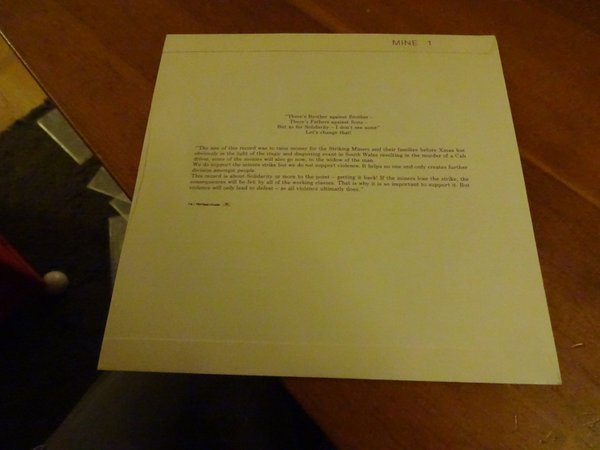 MINE 1
"There's Brother against Brother -
There's Fathers against Sons -
But as for Solidarity - I don't see none"
Let's change that!
"The aim of this record was to raise money for the Striking Miners and their families before Xmas but
obviously in the light of the tragic and disgusting event in South Wales resulting in the murder of a Cab
driver, some of the monies will also go now, to the widow of the man.
We do support the miners strike but we do not support violence. It helps no one and only creates further
division amongst people.
This record is about Solidarity or more to the point - getting it back! If the miners lose the strike, the
consequences will be felt by all of the working classes. That is why it is so important to support it. But
violence will only lead to defeat - as all violence ultimatly does."